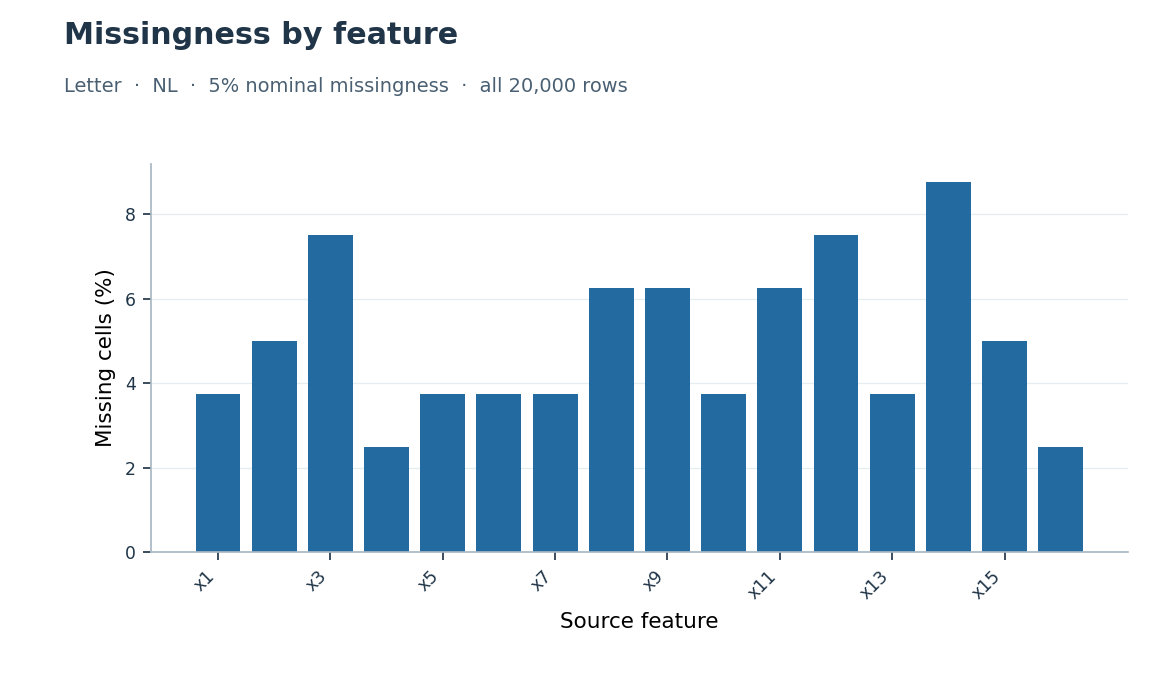 Missingness by feature
Letter · NL · 5% nominal missingness · all 20,000 rows
Missing cells (%)
8
6
4
2
0
x1 x3 x5 x7 x9 x11 x13 x15
Source feature